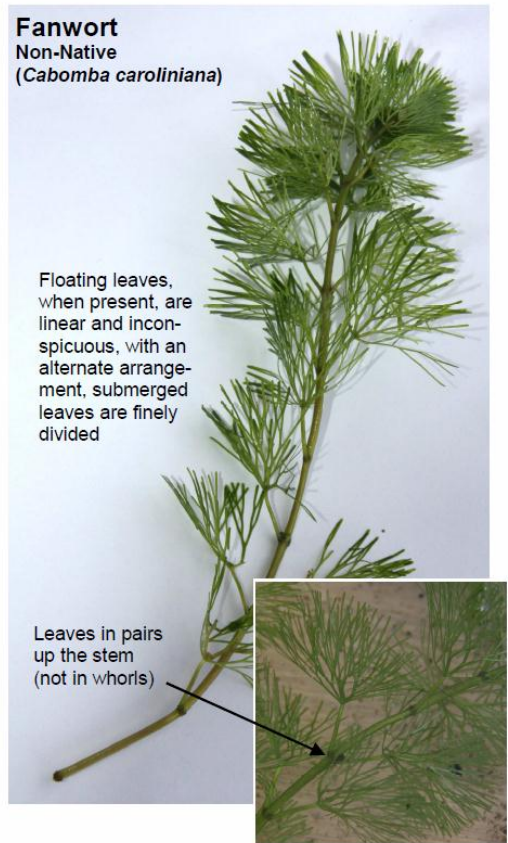 Fanwort
Non-Native
(Cabomba caroliniana)
Floating leaves,
when present, are
linear and incon-
spicuous, with an
alternate arrange-
ment, submerged
leaves are finely
divided
Leaves in pairs
up the stem
(not in whorls)